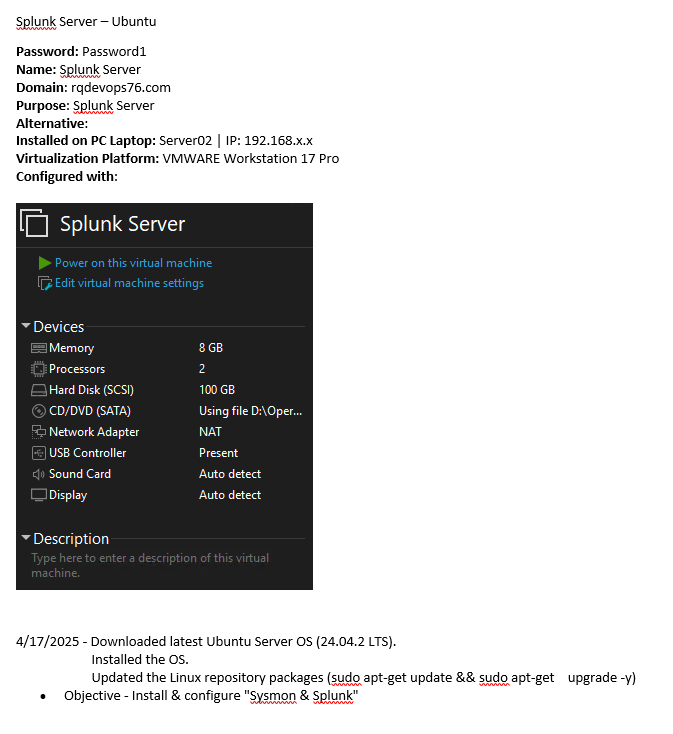 Splunk Server – Ubuntu
Password: Password1
Name: Splunk Server
Domain: rqdevops76.com
Purpose: Splunk Server
Alternative:
Installed on PC Laptop: Server02 | IP: 192.168.x.x
Virtualization Platform: VMWARE Workstation 17 Pro
Configured with:
Splunk Server
Power on this virtual machine
Edit virtual machine settings
Devices
Memory 8 GB
Processors 2
Hard Disk (SCSI) 100 GB
CD/DVD (SATA) Using file D:\Oper...
Network Adapter NAT
USB Controller Present
Sound Card Auto detect
Display Auto detect
Description
Type here to enter a description of this virtual
machine.
4/17/2025 - Downloaded latest Ubuntu Server OS (24.04.2 LTS).
Installed the OS.
Updated the Linux repository packages (sudo apt-get update && sudo apt-get upgrade -y)
• Objective - Install & configure "Sysmon & Splunk"